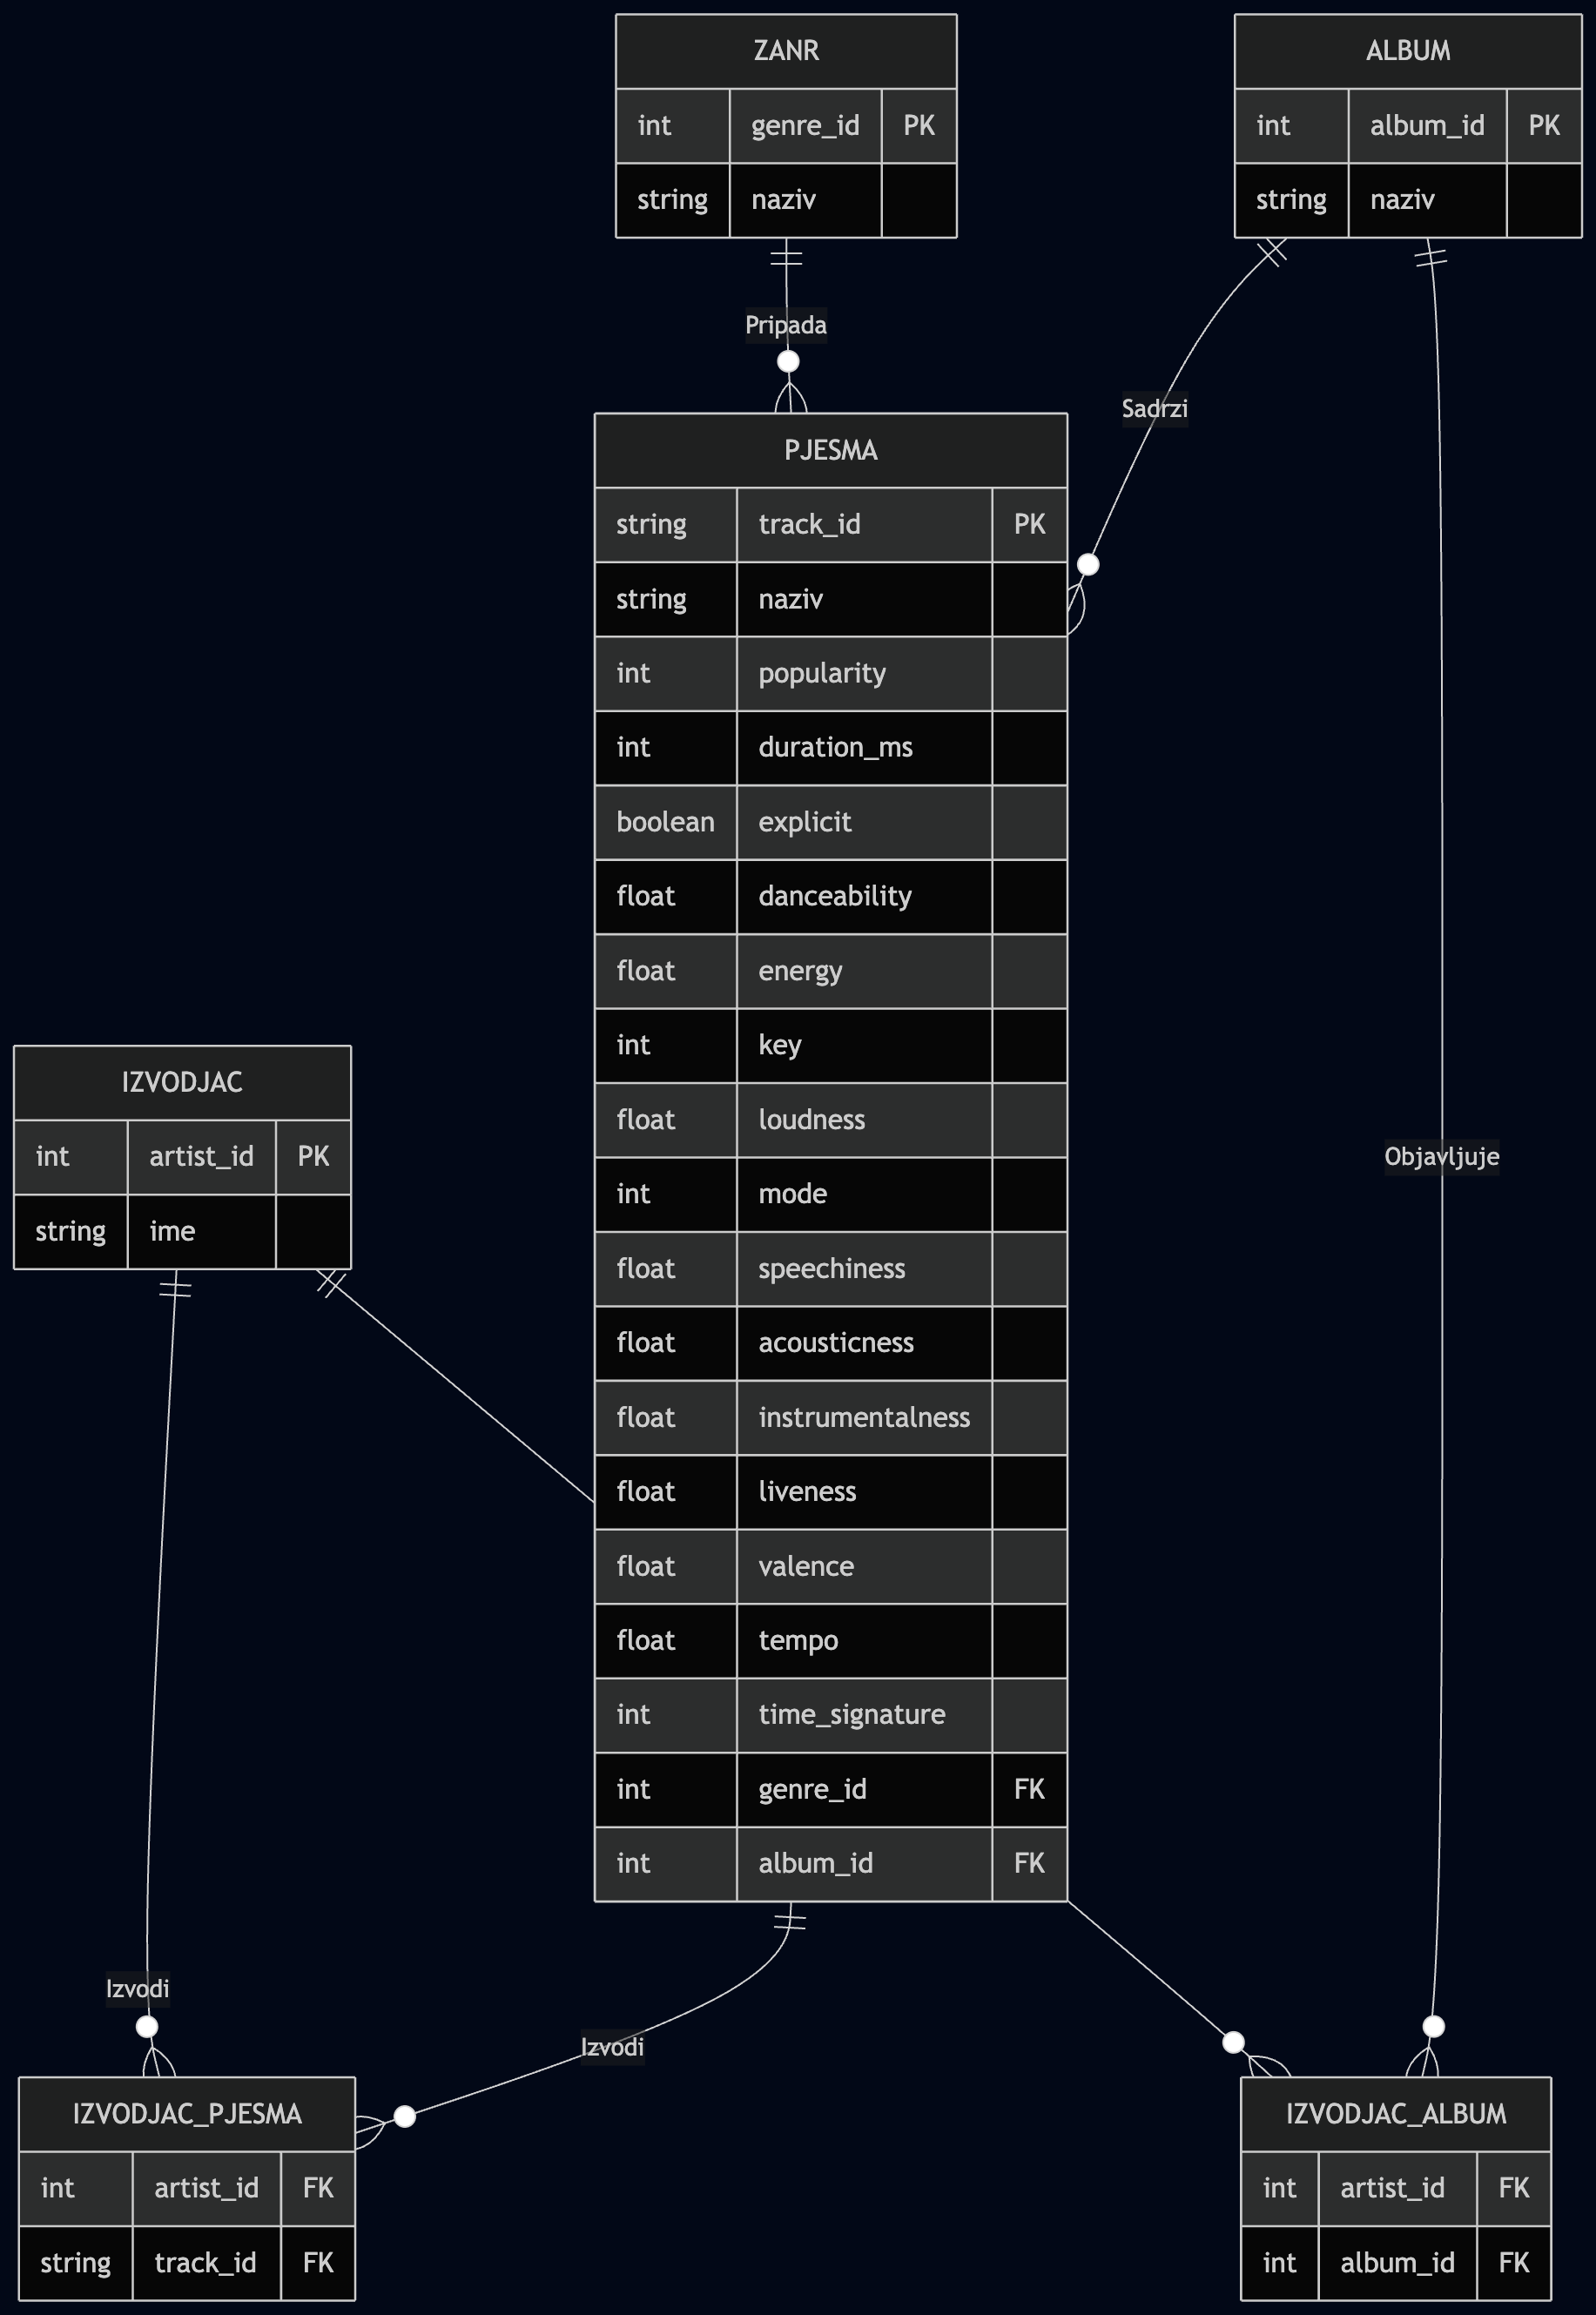 ZANR
int genre_id PK
string naziv
ALBUM
int album_id PK
string naziv
Pripada
Sadrzi
PJESMA
string track_id PK
string naziv
int popularity
int duration_ms
boolean explicit
float danceability
float energy
int key
float loudness
int mode
float speechiness
float acousticness
float instrumentalness
float liveness
float valence
float tempo
int time_signature
int genre_id FK
int album_id FK
IZVODJAC
int artist_id PK
string ime
Objavljuje
Izvodi
Izvodi
IZVODJAC_PJESMA
int artist_id FK
string track_id FK
IZVODJAC_ALBUM
int artist_id FK
int album_id FK